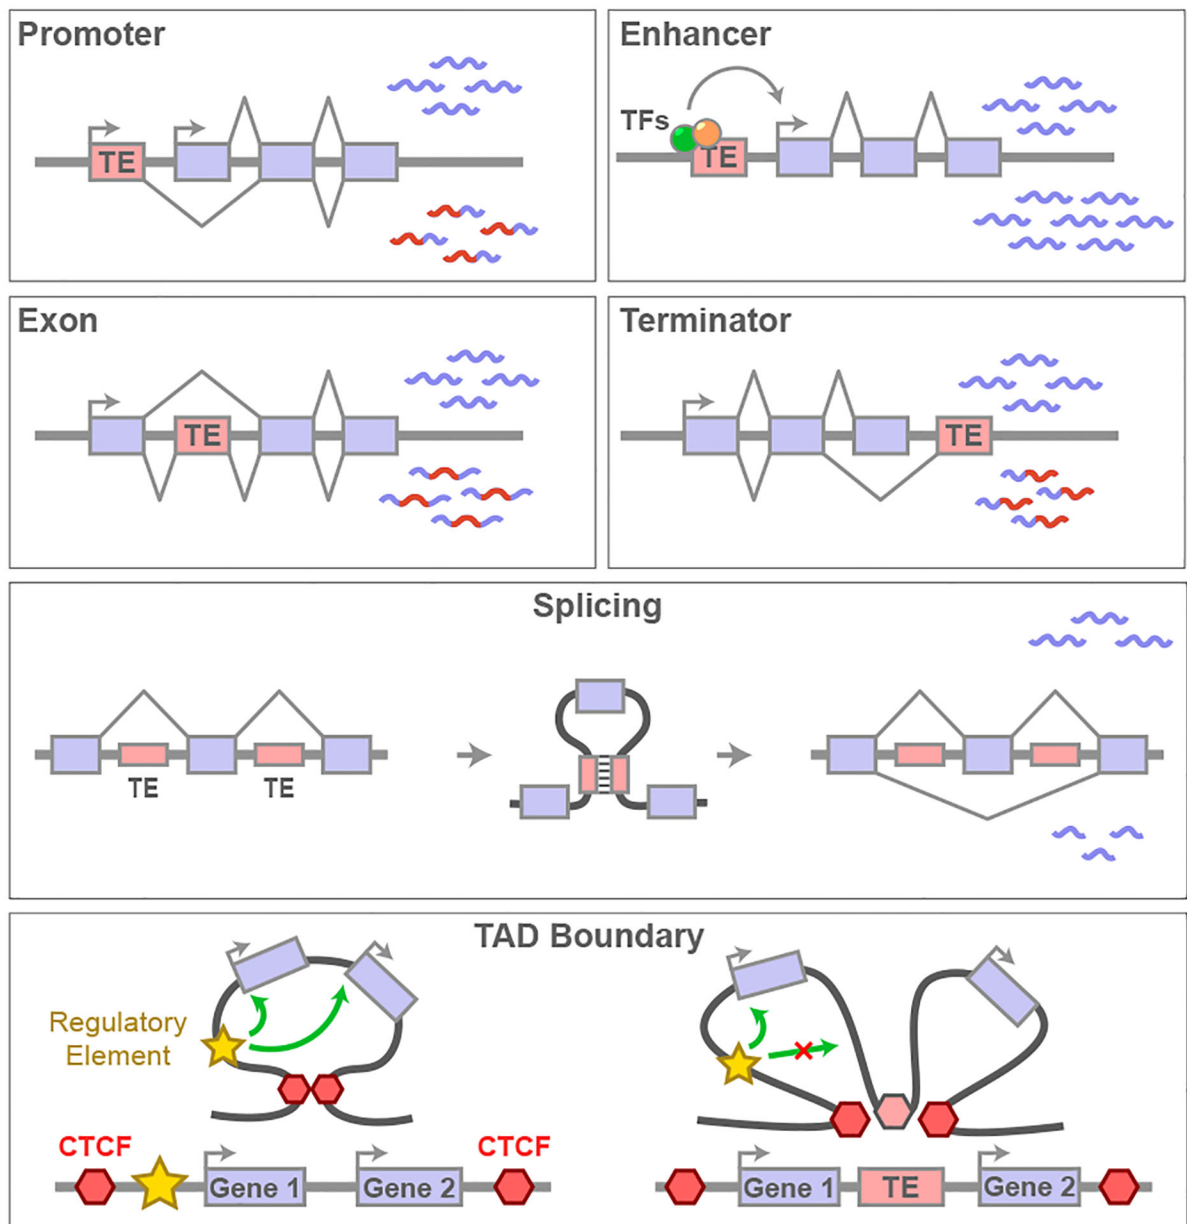 Promoter
TE
Enhancer
TFs
TE
Exon
TE
Terminator
TE
Splicing
TE
TE
TAD Boundary
Regulatory
Element
CTCF
CTCF
Gene 1
Gene 2
Gene 1
TE
Gene 2